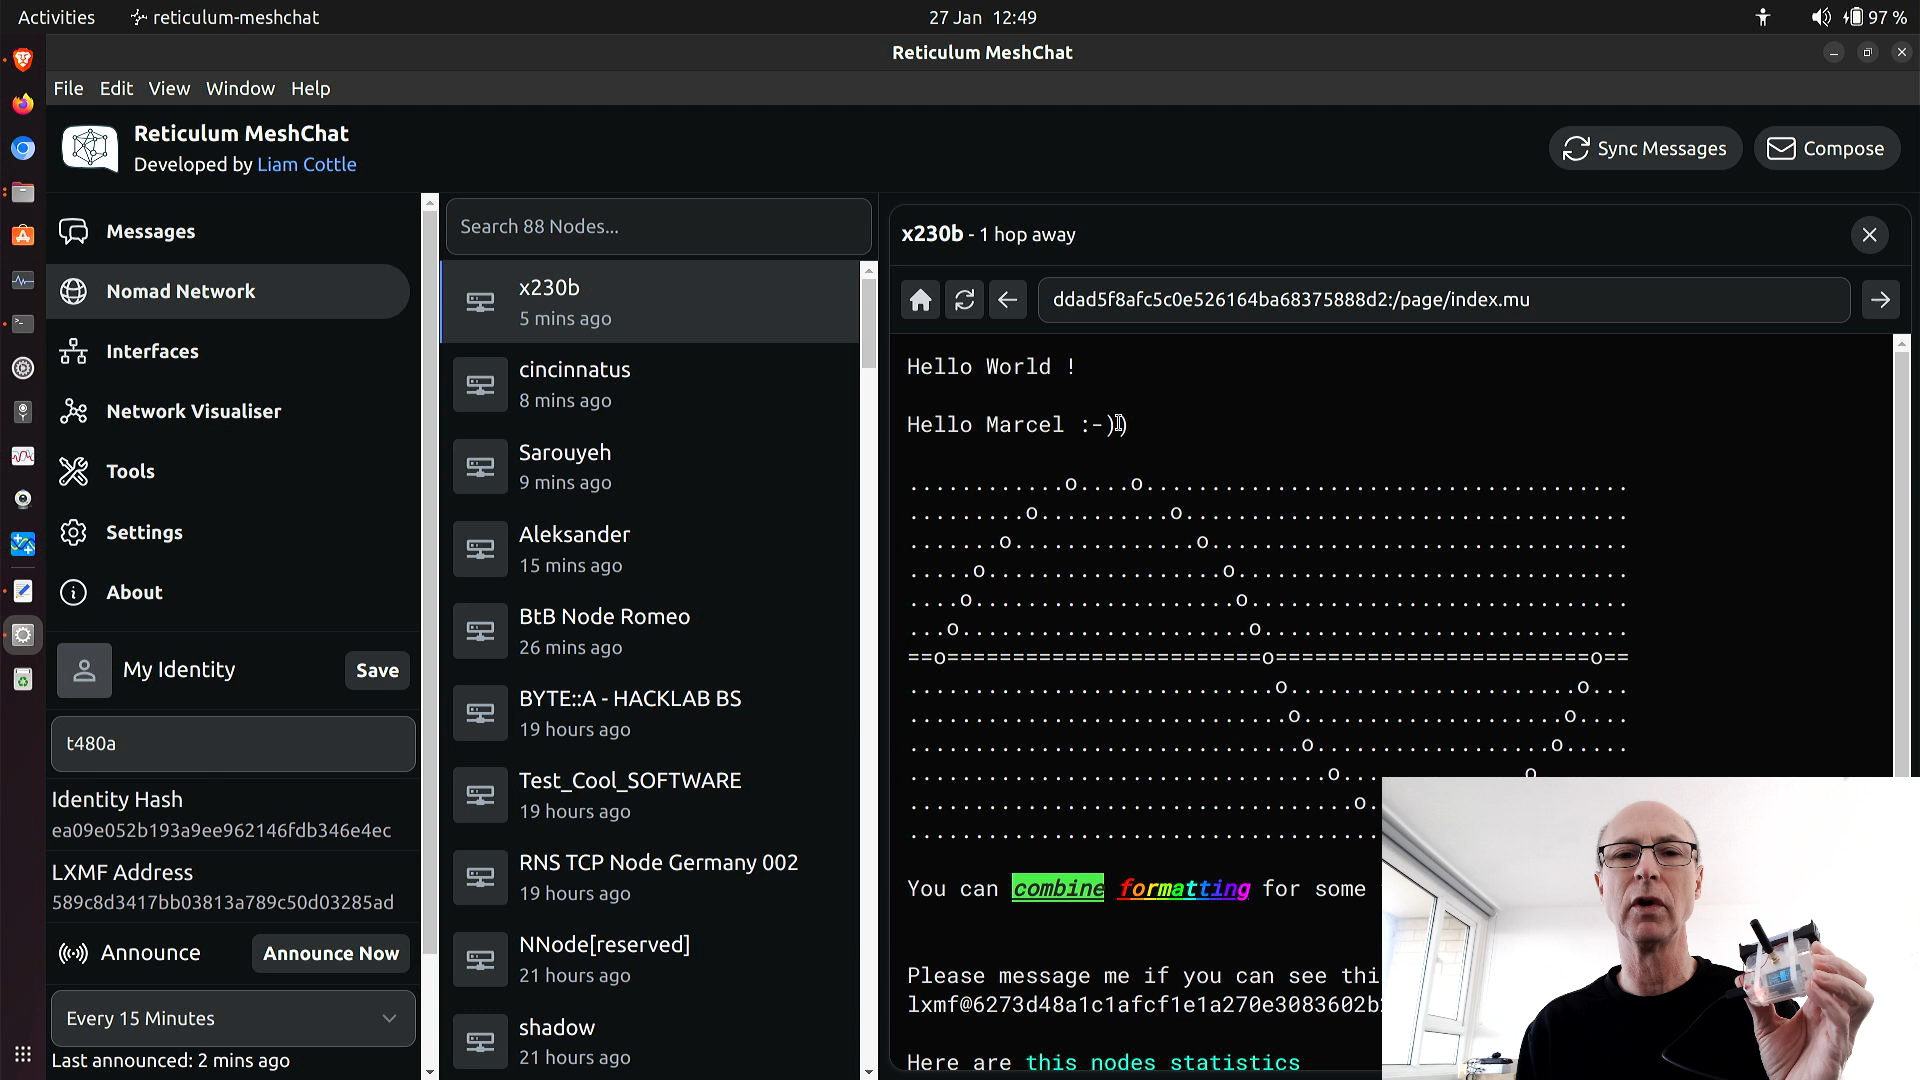 Activities reticulum-meshchat 27 Jan 12:49 97 %
Reticulum MeshChat
File Edit View Window Help
Reticulum MeshChat
Developed by Liam Cottle
Sync Messages Compose
Messages
Nomad Network
Interfaces
Network Visualiser
Tools
Settings
About
My Identity Save
t480a
Identity Hash
ea09e052b193a9ee962146fdb346e4ec
LXMF Address
589c8d3417bb03813a789c50d03285ad
Announce Announce Now
Every 15 Minutes
Last announced: 2 mins ago
Search 88 Nodes...
x230b
5 mins ago
cincinnatus
8 mins ago
Sarouyeh
9 mins ago
Aleksander
15 mins ago
BtB Node Romeo
26 mins ago
BYTE::A - HACKLAB BS
19 hours ago
Test_Cool_SOFTWARE
19 hours ago
RNS TCP Node Germany 002
19 hours ago
NNode[reserved]
21 hours ago
shadow
21 hours ago
x230b - 1 hop away
ddad5f8afc5c0e526164ba68375888d2:/page/index.mu
Hello World !
Hello Marcel :-))
You can combine formatting for some
Please message me if you can see thi
lxmf@6273d48a1c1afcf1e1a270e3083602b
Here are this nodes statistics